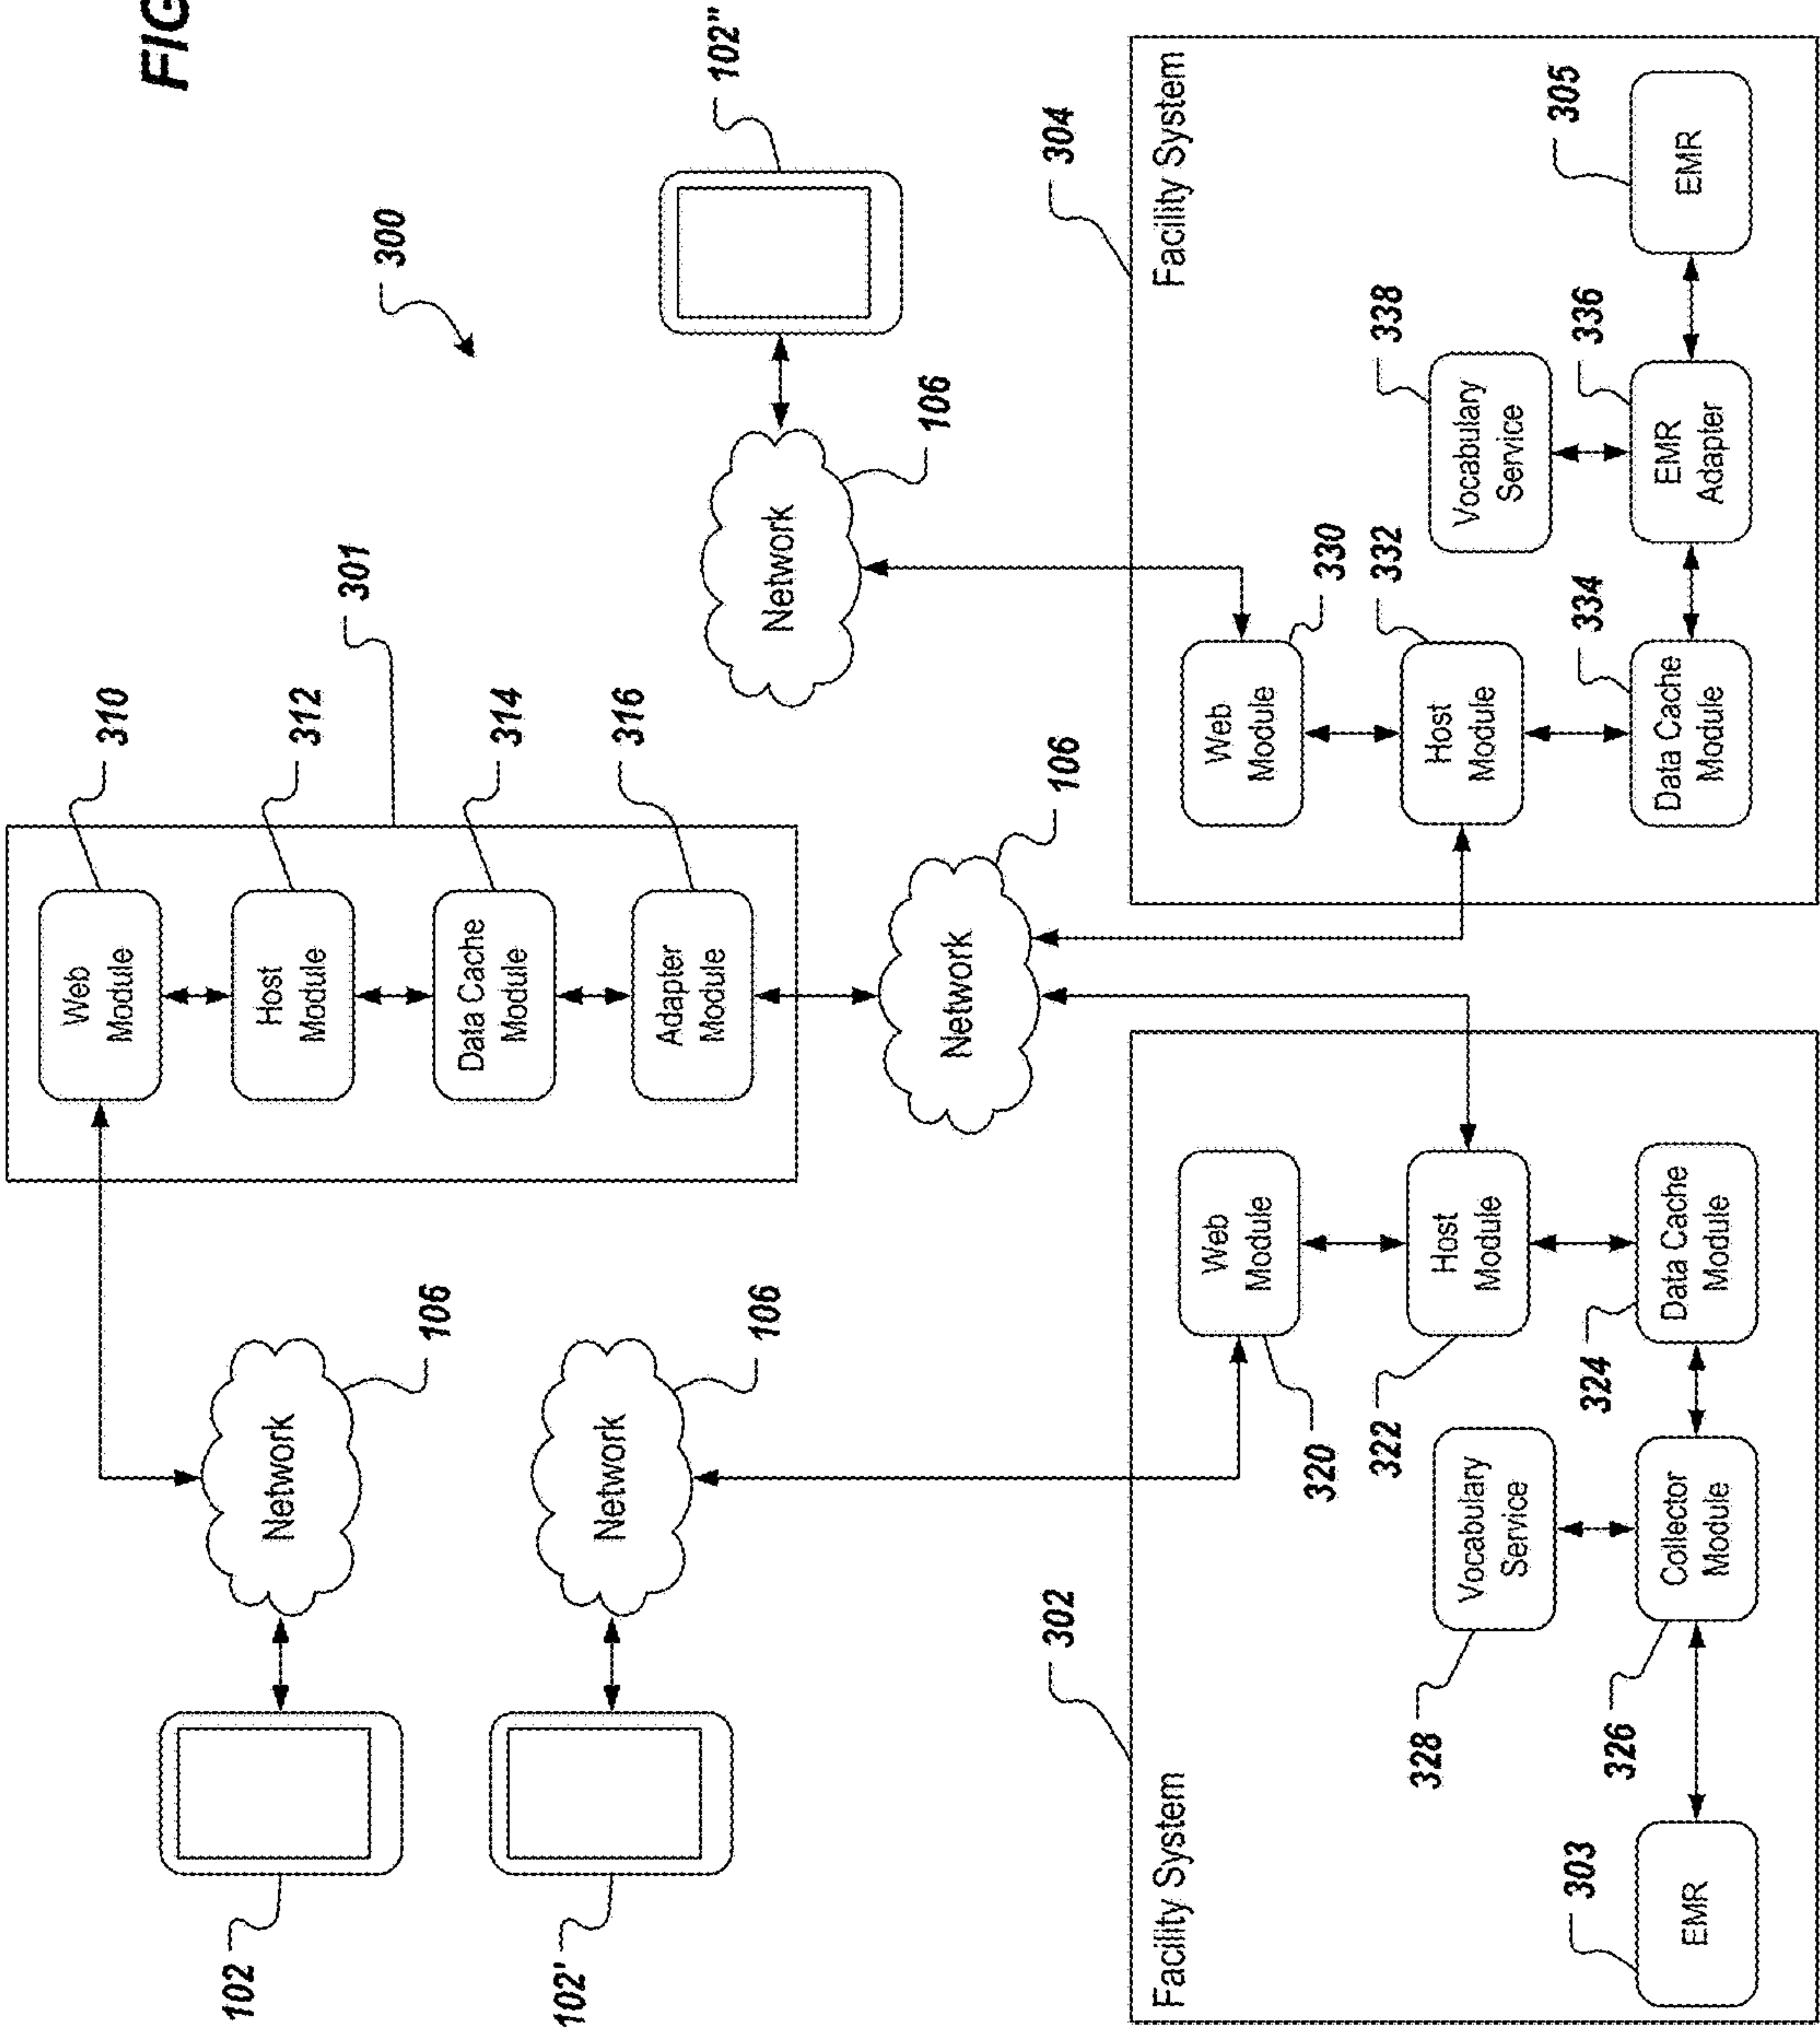 FIG
102
Network
106
102'
Network
106
Web
Module
310
Host
Module
312
Data Cache
Module
314
Adapter
Module
316
301
300
102"
Network
106
Network
106
302
Facility System
Web
Module
320
Host
Module
322
Data Cache
Module
324
Vocabulary
Service
328
Collector
Module
326
EMR
303
304
Facility System
Web
Module
330
Host
Module
332
Data Cache
Module
334
Vocabulary
Service
338
EMR
Adapter
336
EMR
305